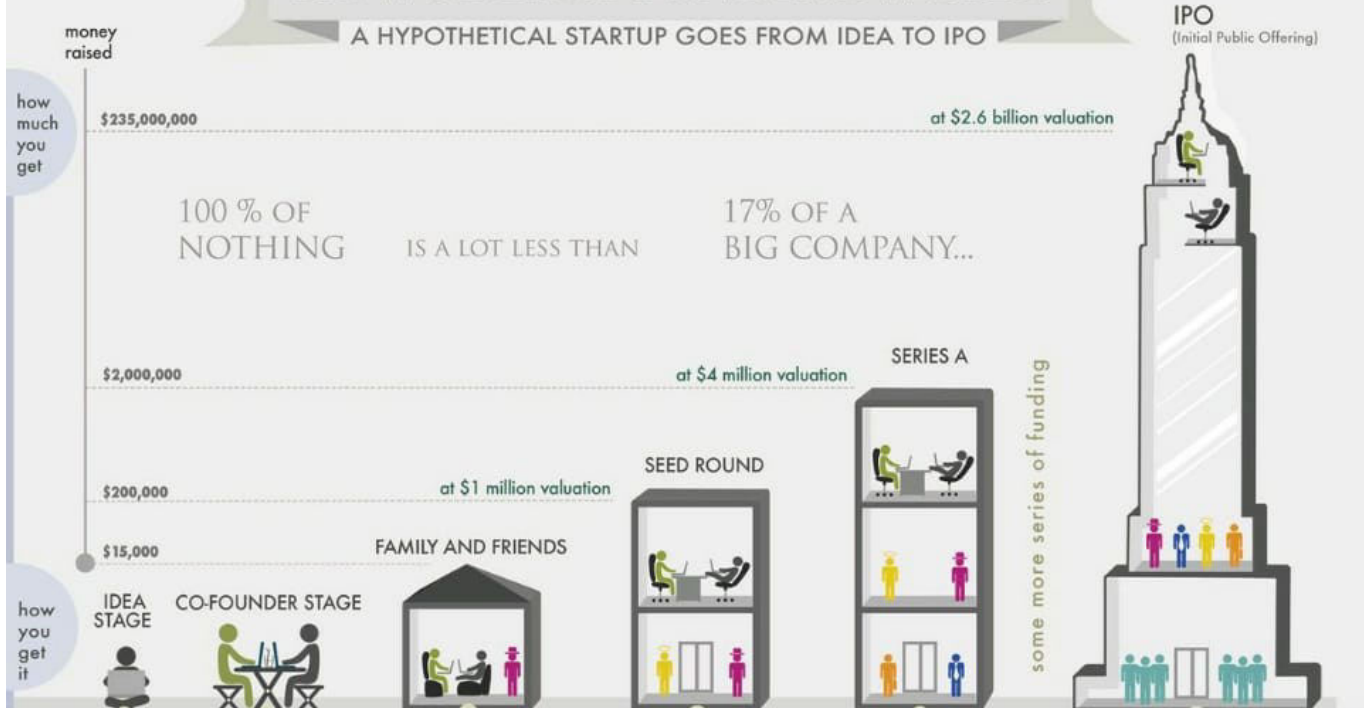 A HYPOTHETICAL STARTUP GOES FROM IDEA TO IPO
money
raised
how
much
you
get
IPO
(Initial Public Offering)
$235,000,000
at $2.6 billion valuation
100 % OF
NOTHING
IS A LOT LESS THAN
17% OF A
BIG COMPANY...
$2,000,000
at $4 million valuation
SERIES A
some more series of funding
$200,000
at $1 million valuation
SEED ROUND
$15,000
FAMILY AND FRIENDS
how
you
get
it
IDEA
STAGE
CO-FOUNDER STAGE